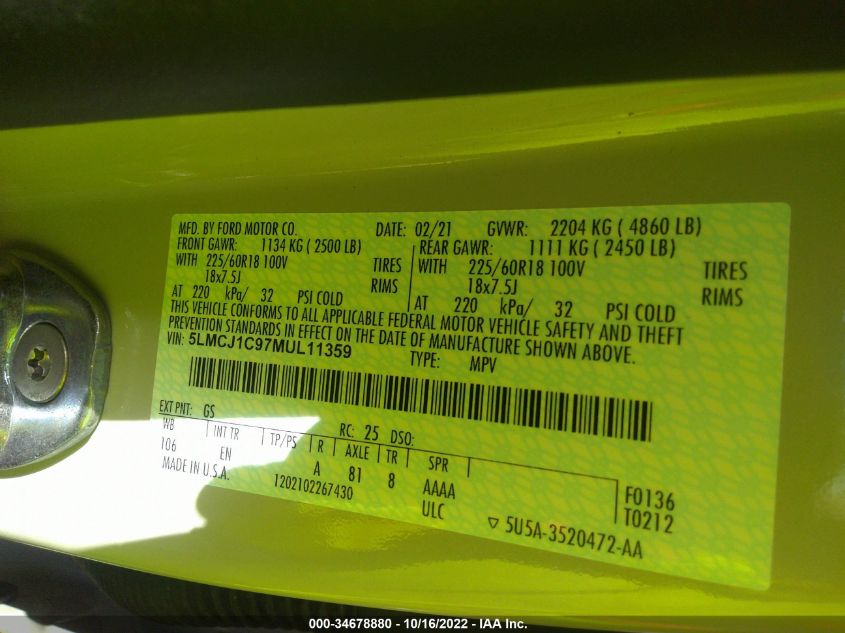 MFD. BY FORD MOTOR CO. DATE: 02/21 GVWR: 2204 KG ( 4860 LB)
FRONT GAWR: 1134 KG ( 2500 LB) REAR GAWR: 1111 KG ( 2450 LB)
WITH 225/60R18 100V TIRES WITH 225/60R18 100V TIRES
18x7.5J RIMS 18x7.5J RIMS
AT 220 kPa/ 32 PSI COLD AT 220 kPa/ 32 PSI COLD
THIS VEHICLE CONFORMS TO ALL APPLICABLE FEDERAL MOTOR VEHICLE SAFETY AND THEFT
PREVENTION STANDARDS IN EFFECT ON THE DATE OF MANUFACTURE SHOWN ABOVE.
VIN: 5LMCJ1C97MUL11359 TYPE: MPV
EXT PNT: GS RC: 25 DSO:
WB INT TR TP/PS R AXLE TR SPR
106 EN A 81 8 AAAA F0136
MADE IN U.S.A. 1202102267430 ULC T0212
5U5A-3520472-AA
000-34678880 - 10/16/2022 - IAA Inc.